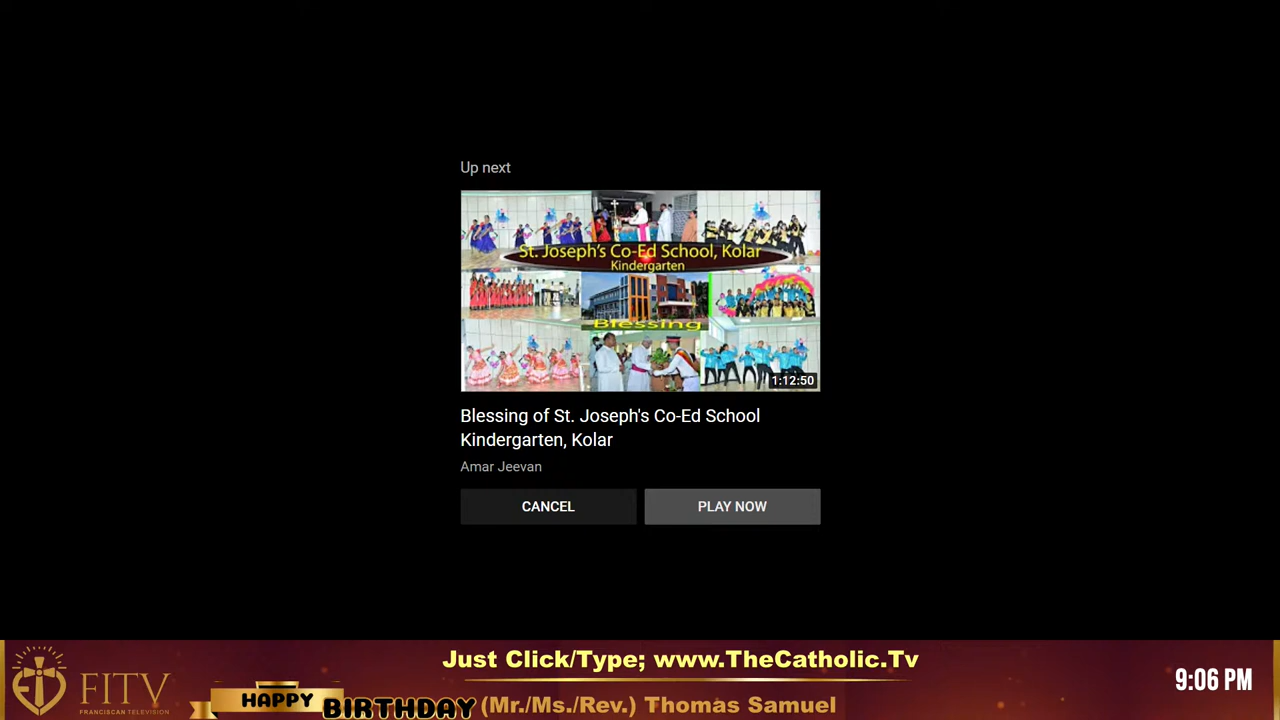 Up next
St. Joseph's Co-Ed School, Kolar
Kindergarten
Blessing
1:12:50
Blessing of St. Joseph's Co-Ed School
Kindergarten, Kolar
Amar Jeevan
CANCEL
PLAY NOW
Just Click/Type; www.TheCatholic.Tv
9:06 PM
FITV
FRANCISCAN TELEVISION
HAPPY BIRTHDAY (Mr./Ms./Rev.) Thomas Samuel